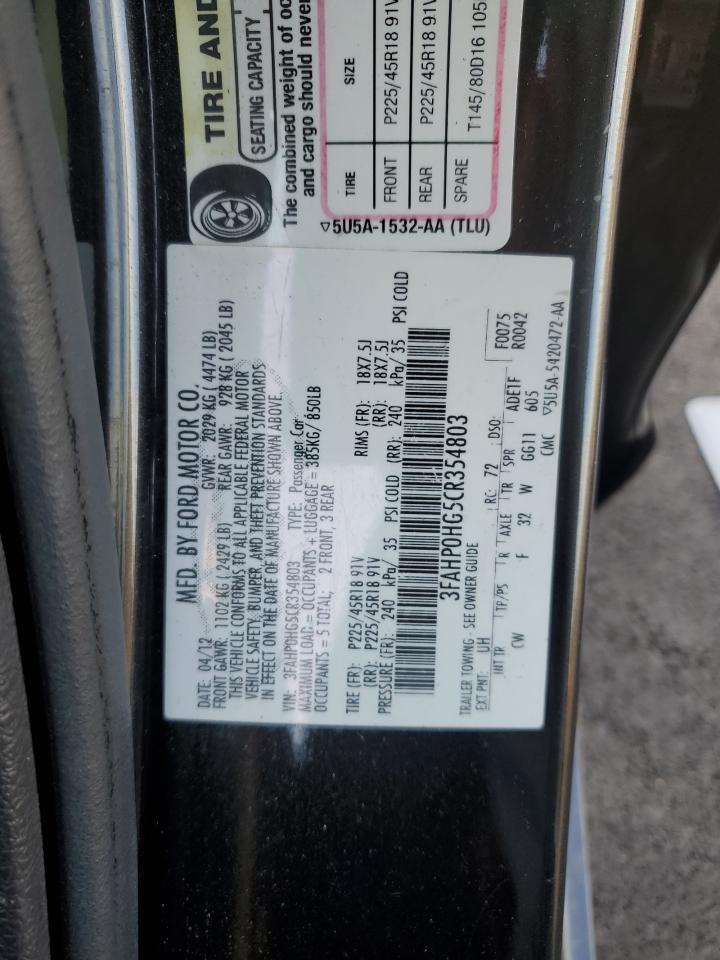 TIRE AND
SEATING CAPACITY
The combined weight of oc
and cargo should never
TIRE SIZE
FRONT P225/45R18 91V
REAR P225/45R18 91V
SPARE T145/80D16 105
▽5U5A-1532-AA (TLU)
MFD. BY FORD MOTOR CO.
DATE: 04/12 GVWR: 2029 KG ( 4474 LB)
FRONT GAWR: 1102 KG ( 2429 LB) REAR GAWR: 928 KG ( 2045 LB)
THIS VEHICLE CONFORMS TO ALL APPLICABLE FEDERAL MOTOR
VEHICLE SAFETY, BUMPER, AND THEFT PREVENTION STANDARDS
IN EFFECT ON THE DATE OF MANUFACTURE SHOWN ABOVE.
VIN: 3FAHP0HG5CR354803 TYPE: Passenger Car
MAXIMUM LOAD = OCCUPANTS + LUGGAGE = 385KG/ 850LB
OCCUPANTS = 5 TOTAL; 2 FRONT, 3 REAR
TIRE (FR): P225/45R18 91V RIMS (FR): 18X7.5J
(RR): P225/45R18 91V (RR): 18X7.5J
PRESSURE (FR): 240 kPa/ 35 PSI COLD (RR): 240 kPa/ 35 PSI COLD
3FAHP0HG5CR354803
TRAILER TOWING - SEE OWNER GUIDE
EXT PNT: UH RC: 72 DSO: F0075
R0042
INT TR TP/PS R AXLE TR SPR ADE1F
CW F 32 W GG11 605
CMC ▽5U5A-5420472-AA